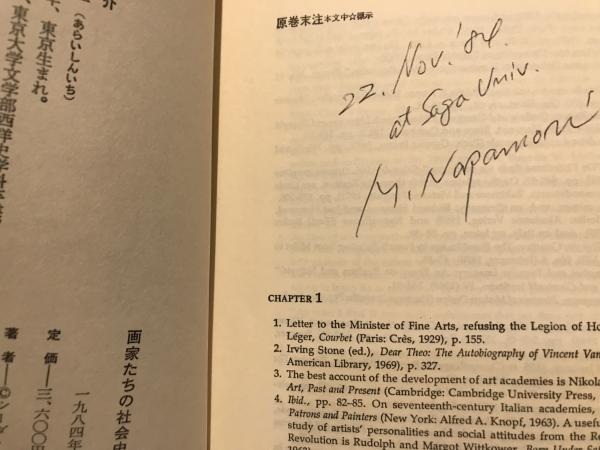 介
（あらいしんいち）
、東京生まれ。
東京大学文学部西洋史学科
画家たちの社会史
一九八四年
定価—三、六〇〇
著者—©
原巻末注 本文中☆標示
22. Nov. '84.
at Saga Univ.
CHAPTER 1
1. Letter to the Minister of Fine Arts, refusing the Legion of
Léger, Courbet (Paris: Crès, 1929), p. 155.
2. Irving Stone (ed.), Dear Theo: The Autobiography of Vincent Van
American Library, 1969), p. 327.
3. The best account of the development of art academies is
Art, Past and Present (Cambridge: Cambridge University Press,
4. Ibid., pp. 82–85. On seventeenth-century Italian academies,
Patrons and Painters (New York: Alfred A. Knopf, 1963). A useful
study of artists' personalities and social attitudes from the
Revolution is Rudolph and Margot Wittkower,